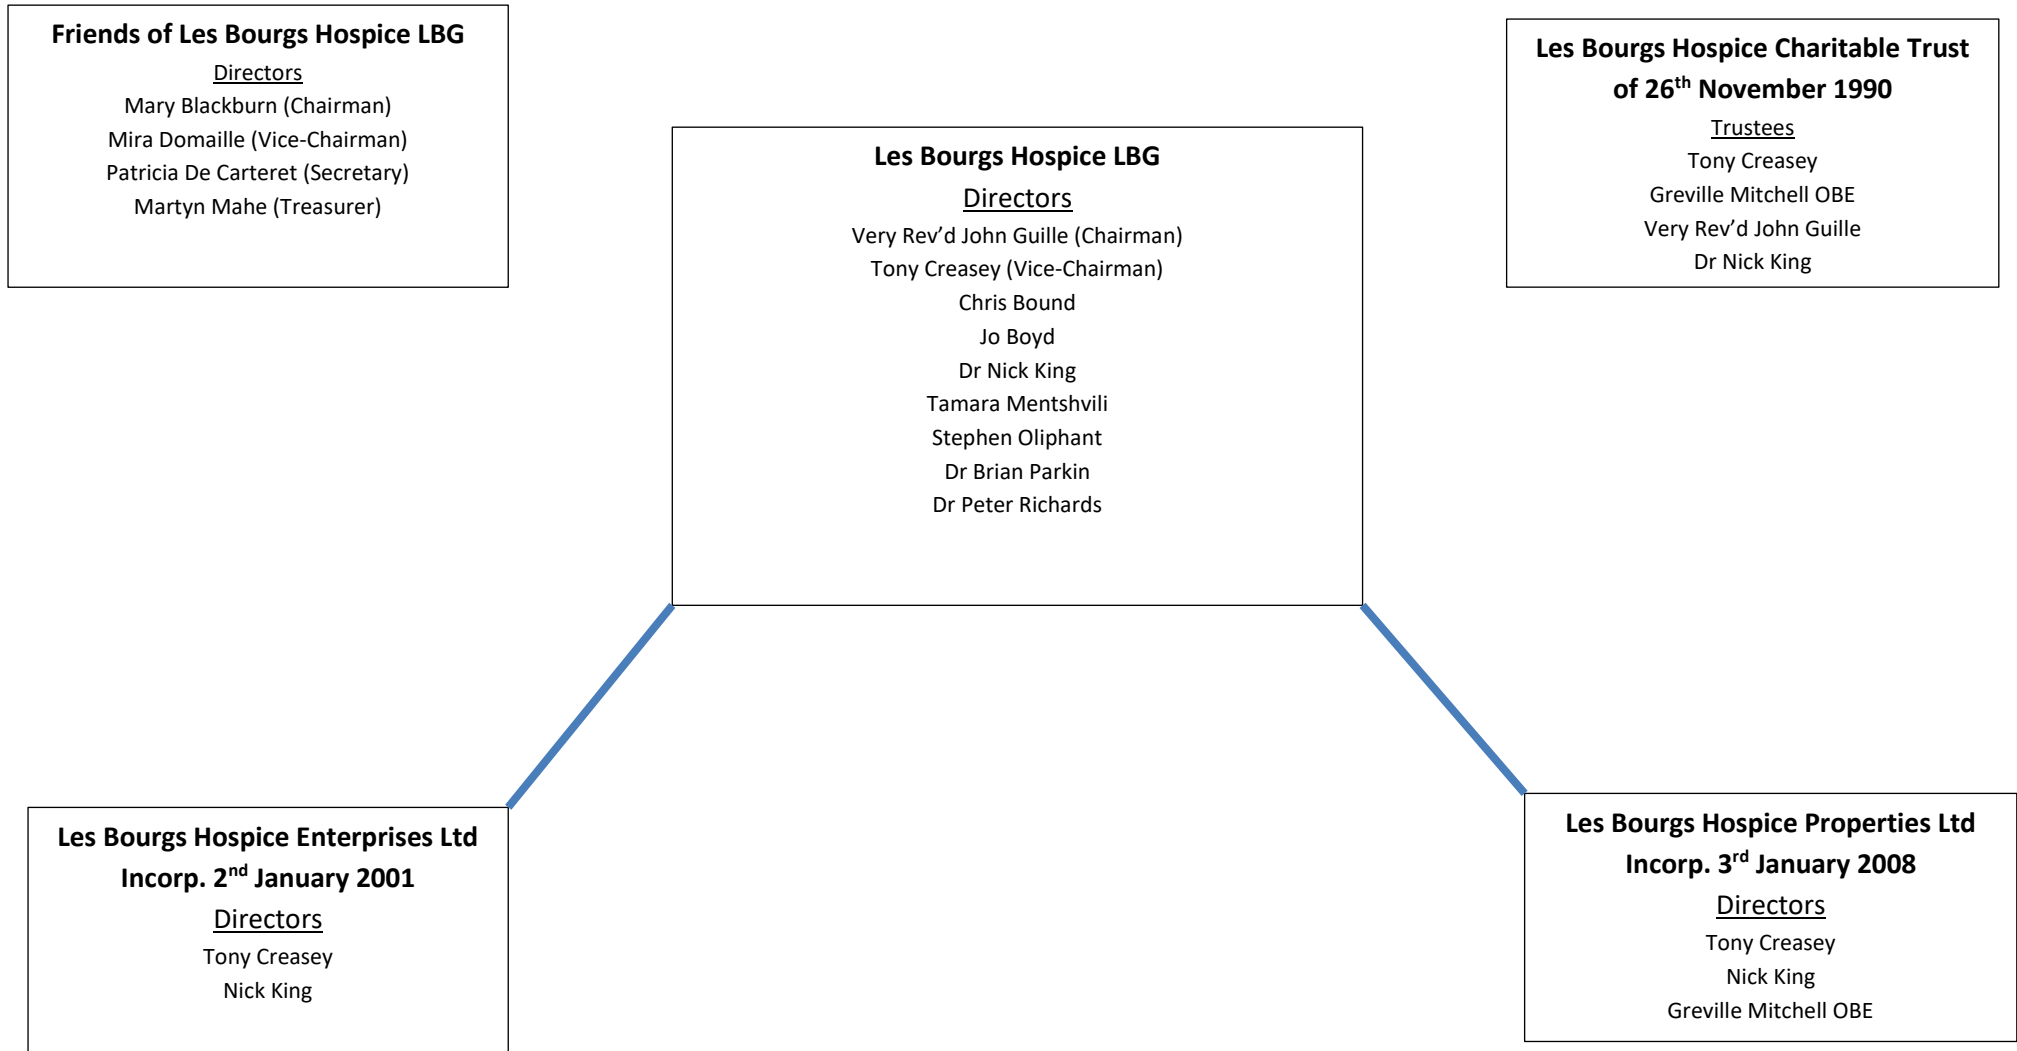 Friends of Les Bourgs Hospice LBG
Directors
Mary Blackburn (Chairman)
Mira Domaille (Vice-Chairman)
Patricia De Carteret (Secretary)
Martyn Mahe (Treasurer)
Les Bourgs Hospice LBG
Directors
Very Rev’d John Guille (Chairman)
Tony Creasey (Vice-Chairman)
Chris Bound
Jo Boyd
Dr Nick King
Tamara Mentshvili
Stephen Oliphant
Dr Brian Parkin
Dr Peter Richards
Les Bourgs Hospice Charitable Trust
of 26th November 1990
Trustees
Tony Creasey
Greville Mitchell OBE
Very Rev’d John Guille
Dr Nick King
Les Bourgs Hospice Enterprises Ltd
Incorp. 2nd January 2001
Directors
Tony Creasey
Nick King
Les Bourgs Hospice Properties Ltd
Incorp. 3rd January 2008
Directors
Tony Creasey
Nick King
Greville Mitchell OBE